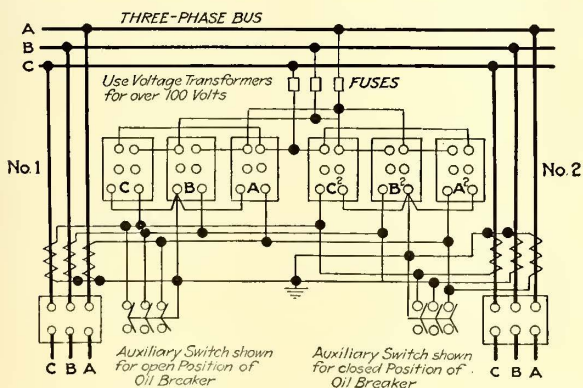 THREE-PHASE BUS
A
B
C
Use Voltage Transformers
for over 100 Volts
FUSES
No.1
No.2
C
B
A
C2
B2
A2
Auxiliary Switch shown
for open Position of
Oil Breaker
Auxiliary Switch shown
for closed Position of
Oil Breaker
C B A
C B A